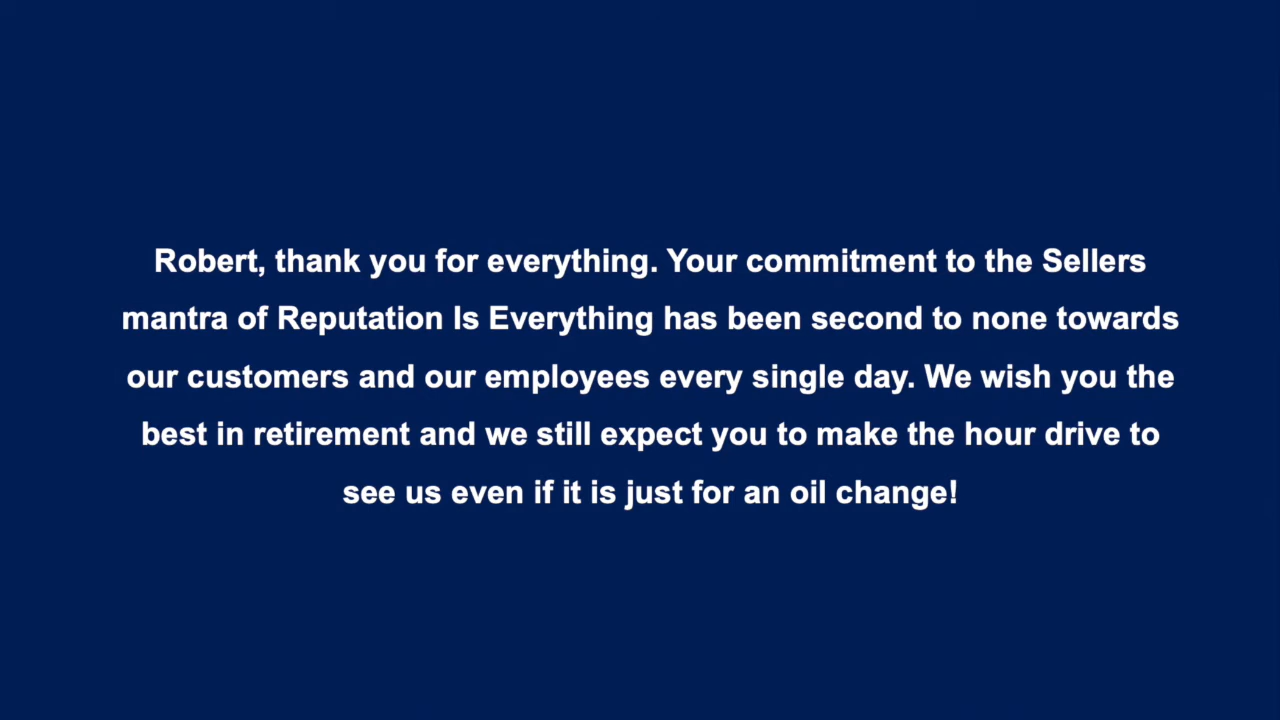 Robert, thank you for everything. Your commitment to the Sellers
mantra of Reputation Is Everything has been second to none towards
our customers and our employees every single day. We wish you the
best in retirement and we still expect you to make the hour drive to
see us even if it is just for an oil change!